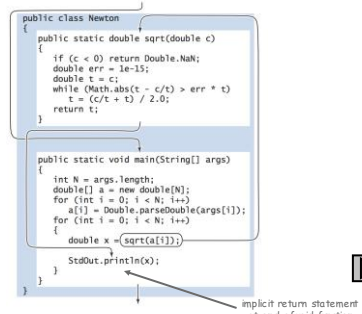 public class Newton
{
public static double sqrt(double c)
{
if (c < 0) return Double.NaN;
double err = 1e-15;
double t = c;
while (Math.abs(t - c/t) > err * t)
t = (c/t + t) / 2.0;
return t;
}
public static void main(String[] args)
{
int N = args.length;
double[] a = new double[N];
for (int i = 0; i < N; i++)
a[i] = Double.parseDouble(args[i]);
for (int i = 0; i < N; i++)
{
double x = sqrt(a[i]);
StdOut.println(x);
}
}
}
implicit return statement